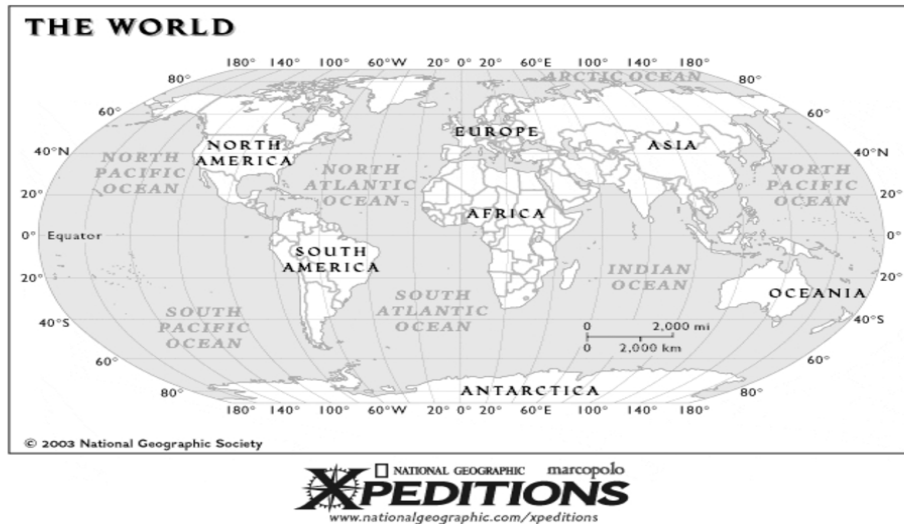 THE WORLD
180° 140° 100° 60°W 20° 0° 20° 60°E 100° 140° 180°
80° ARCTIC OCEAN 80°
60° 60°
EUROPE
40°N NORTH AMERICA ASIA 40°N
NORTH PACIFIC OCEAN
NORTH ATLANTIC OCEAN
NORTH PACIFIC OCEAN
20° 20°
AFRICA
0° Equator 0°
SOUTH AMERICA
INDIAN OCEAN
20° 20°
OCEANIA
SOUTH PACIFIC OCEAN
SOUTH ATLANTIC OCEAN
40°S 40°S
0 2,000 mi
0 2,000 km
60° 60°
80° ANTARCTICA 80°
180° 140° 100° 60°W 20° 0° 20° 60°E 100° 140° 180°
© 2003 National Geographic Society
NATIONAL GEOGRAPHIC marcopolo
XPEDITIONS
www.nationalgeographic.com/xpeditions